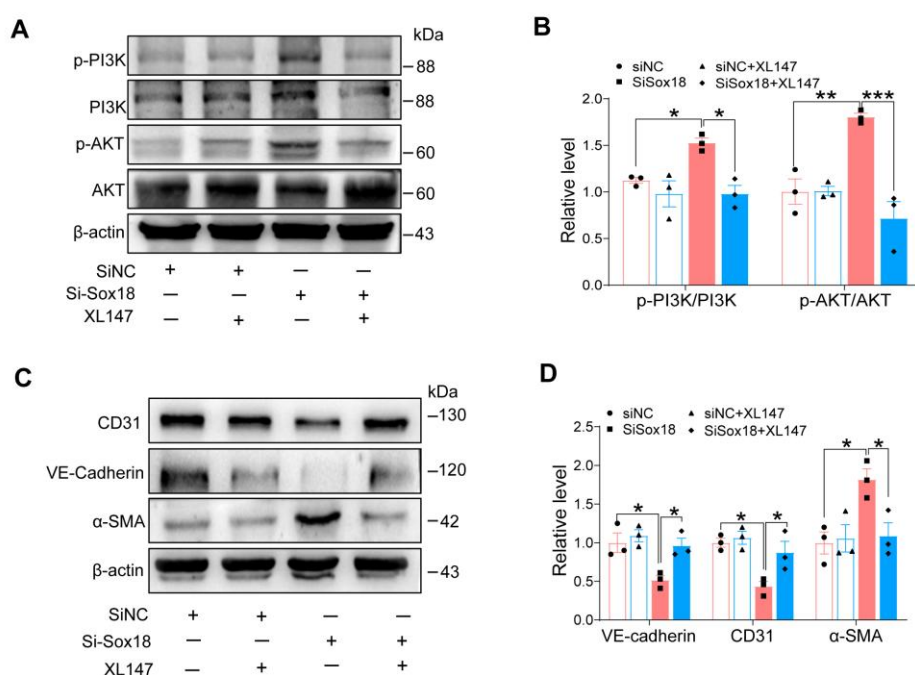 A
kDa
p-PI3K
88
PI3K
88
p-AKT
60
AKT
60
β-actin
43
SiNC + + — —
Si-Sox18 — — + +
XL147 — + — +
B
siNC siNC+XL147
SiSox18 SiSox18+XL147
Relative level
2.0
1.5
1.0
0.5
0.0
* * ** ***
p-PI3K/PI3K p-AKT/AKT
C
kDa
CD31
130
VE-Cadherin
120
α-SMA
42
β-actin
43
SiNC + + — —
Si-Sox18 — — + +
XL147 — + — +
D
siNC siNC+XL147
SiSox18 SiSox18+XL147
Relative level
2.5
2.0
1.5
1.0
0.5
0.0
* * * * * *
VE-cadherin CD31 α-SMA